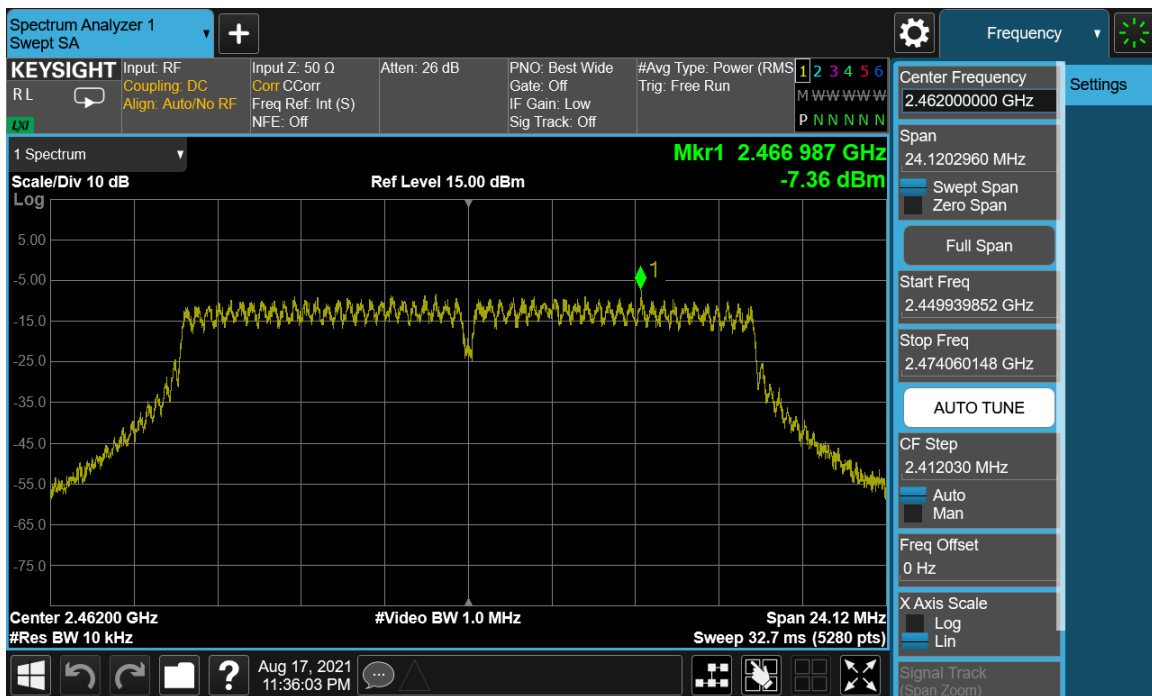 Spectrum Analyzer 1
Swept SA
+
Frequency
KEYSIGHT
RL
LXI
Input: RF
Coupling: DC
Align: Auto/No RF
Input Z: 50 Ω
Corr CCorr
Freq Ref: Int (S)
NFE: Off
Atten: 26 dB
PNO: Best Wide
Gate: Off
IF Gain: Low
Sig Track: Off
#Avg Type: Power (RMS
Trig: Free Run
1 2 3 4 5 6
M W W W W W
P N N N N N
1 Spectrum
Scale/Div 10 dB
Log
Ref Level 15.00 dBm
Mkr1 2.466 987 GHz
-7.36 dBm
5.00
-5.00
-15.0
-25.0
-35.0
-45.0
-55.0
-65.0
-75.0
1
Center 2.46200 GHz
#Video BW 1.0 MHz
Span 24.12 MHz
#Res BW 10 kHz
Sweep 32.7 ms (5280 pts)
Center Frequency
2.462000000 GHz
Span
24.1202960 MHz
Swept Span
Zero Span
Full Span
Start Freq
2.449939852 GHz
Stop Freq
2.474060148 GHz
AUTO TUNE
CF Step
2.412030 MHz
Auto
Man
Freq Offset
0 Hz
X Axis Scale
Log
Lin
Signal Track
(Span Zoom)
Settings
?
Aug 17, 2021
11:36:03 PM